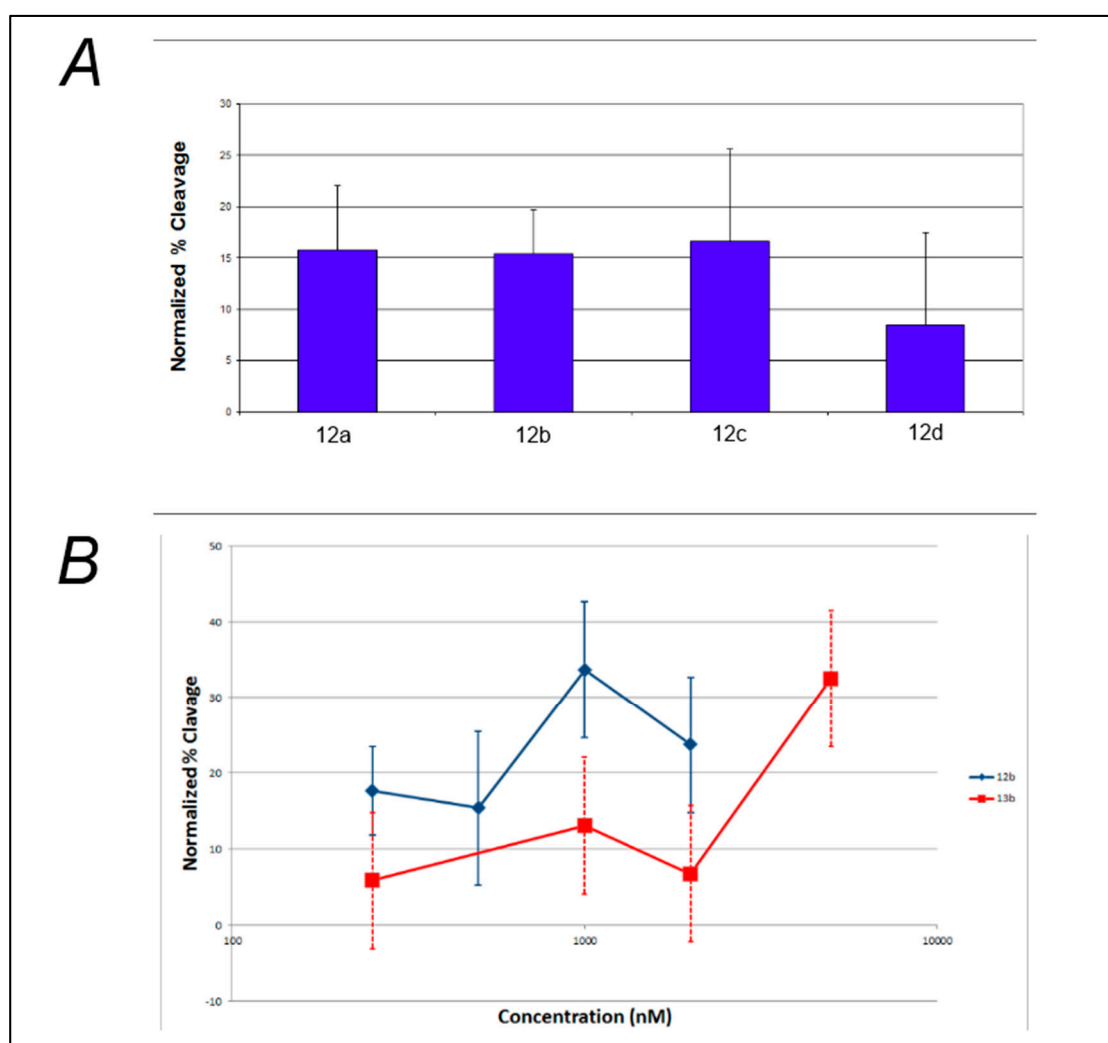 A
Normalized % Cleavage
30
25
20
15
10
5
0
12a 12b 12c 12d
B
Normalized % Clavage
50
40
30
20
10
0
-10
100 1000 10000
12b
13b
Concentration (nM)